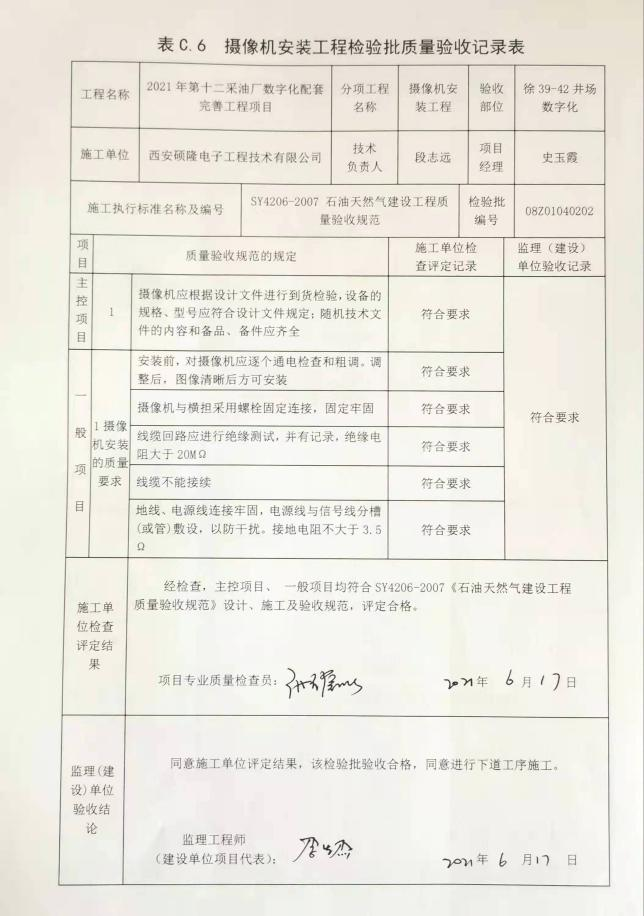 表 C.6 摄像机安装工程检验批质量验收记录表
工程名称
2021 年第十二采油厂数字化配套
完善工程项目
分项工程
名称
摄像机安
装工程
验收
部位
徐 39-42 井场
数字化
施工单位
西安硕隆电子工程技术有限公司
技术
负责人
段志远
项目
经理
史玉霞
施工执行标准名称及编号
SY4206-2007 石油天然气建设工程质
量验收规范
检验批
编号
08Z01040202
项
目
质量验收规范的规定
施工单位检
查评定记录
监理（建设）
单位验收记录
主
控
项
目
1
摄像机应根据设计文件进行到货检验，设备的
规格、型号应符合设计文件规定；随机技术文
件的内容和备品、备件应齐全
符合要求
一
般
项
目
1 摄像
机安装
的质量
要求
安装前，对摄像机应逐个通电检查和粗调。调
整后，图像清晰后方可安装
符合要求
摄像机与横担采用螺栓固定连接，固定牢固
符合要求
线缆回路应进行绝缘测试，并有记录，绝缘电
阻大于 20MΩ
符合要求
线缆不能接续
符合要求
地线、电源线连接牢固，电源线与信号线分槽
(或管)敷设，以防干扰。接地电阻不大于 3.5
Ω
符合要求
符合要求
施工单
位检查
评定结
果
经检查，主控项目、 一般项目均符合 SY4206-2007《石油天然气建设工程
质量验收规范》设计、施工及验收规范，评定合格。
项目专业质量检查员：
2021年 6 月 17 日
监理(建
设)单位
验收结
论
同意施工单位评定结果，该检验批验收合格，同意进行下道工序施工。
监理工程师
（建设单位项目代表）：
2021年 6 月 17 日